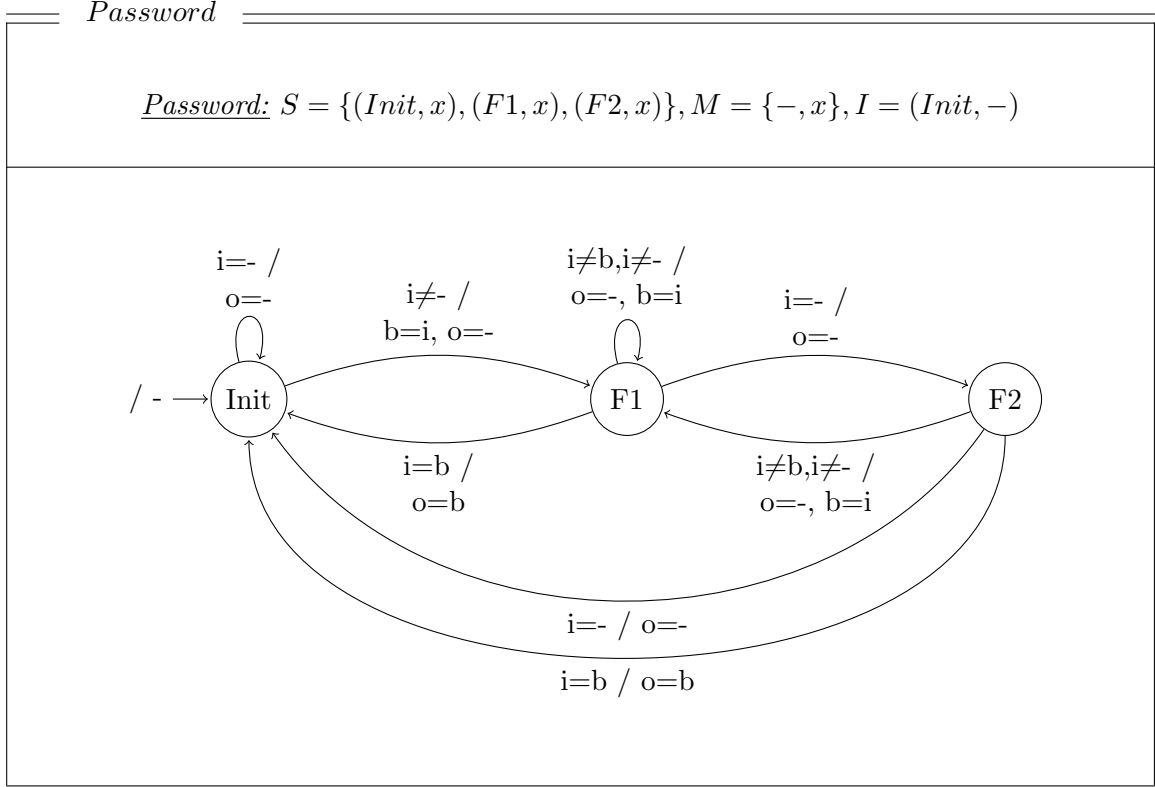 Password
Password: S = {(Init, x), (F1, x), (F2, x)}, M = {−, x}, I = (Init, −)
i=- /
o=-
i≠- /
b=i, o=-
i≠b,i≠- /
o=-, b=i
i=- /
o=-
/ -
Init
F1
F2
i=b /
o=b
i≠b,i≠- /
o=-, b=i
i=- / o=-
i=b / o=b